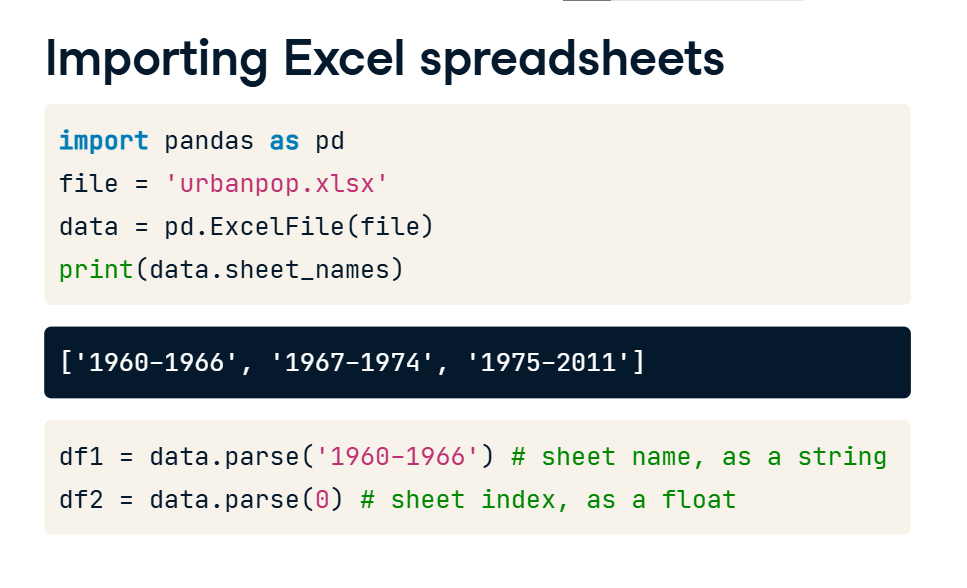 Importing Excel spreadsheets
import pandas as pd
file = 'urbanpop.xlsx'
data = pd.ExcelFile(file)
print(data.sheet_names)
['1960-1966', '1967-1974', '1975-2011']
df1 = data.parse('1960-1966') # sheet name, as a string
df2 = data.parse(0) # sheet index, as a float